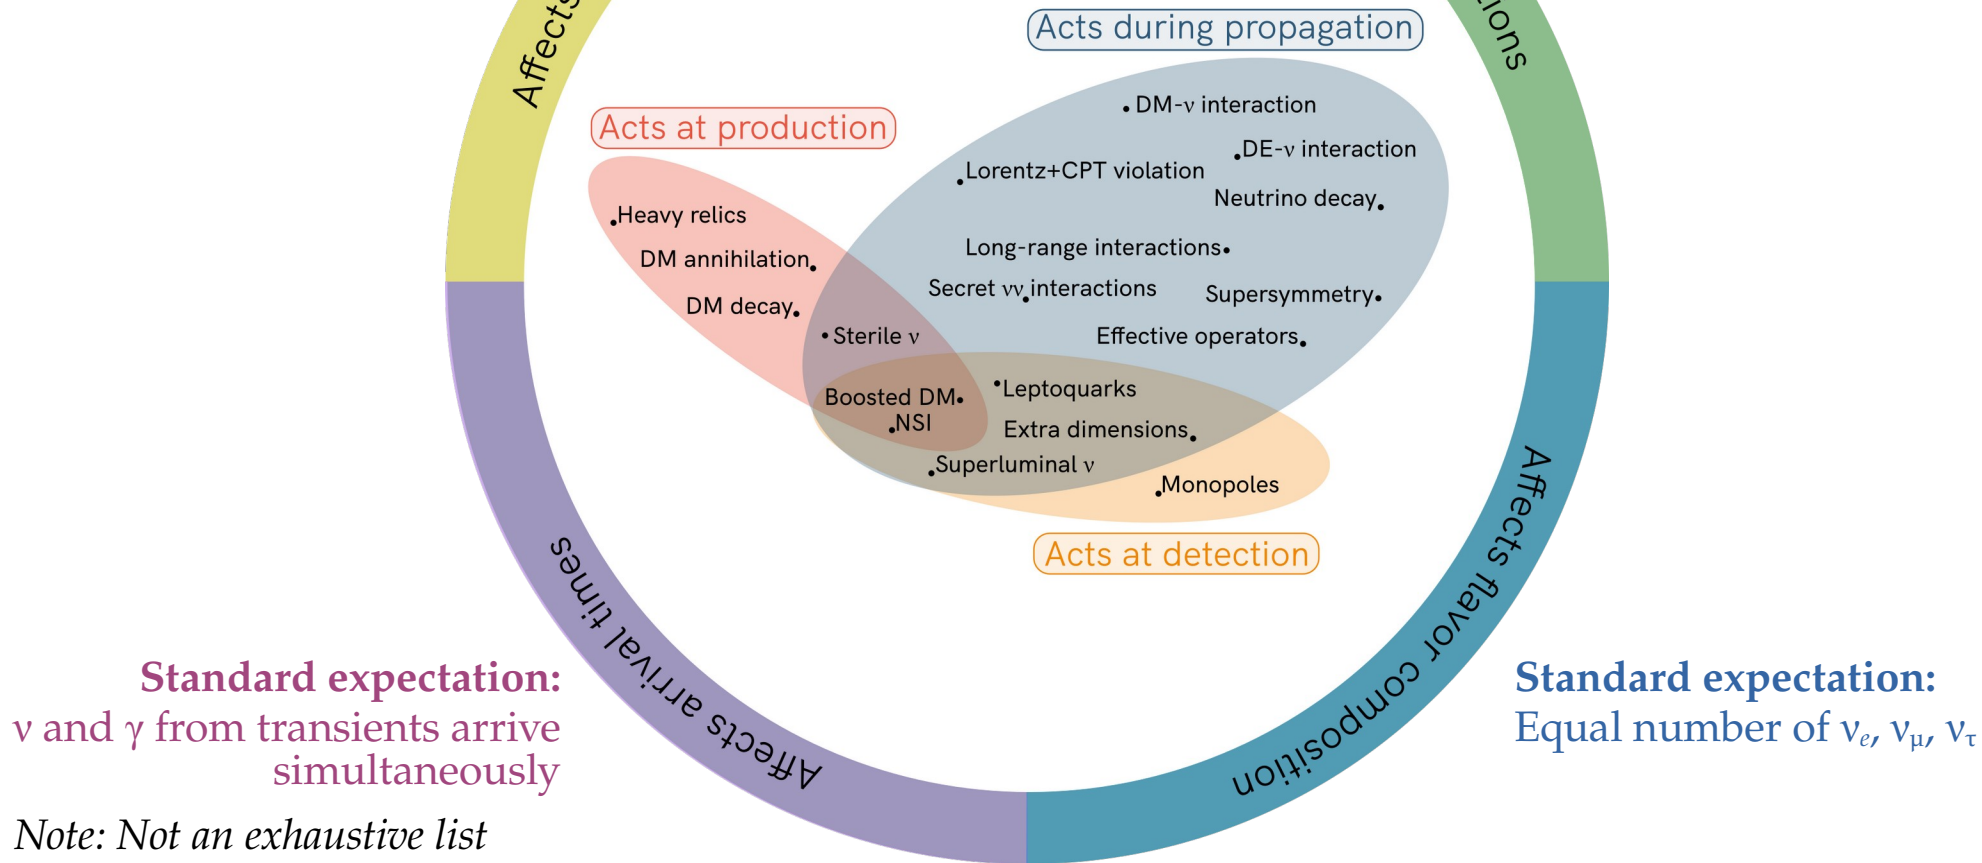 Affects
ions
Acts during propagation
DM-ν interaction
Acts at production
DE-ν interaction
Lorentz+CPT violation
Neutrino decay
Heavy relics
Long-range interactions
DM annihilation
Secret νν interactions
Supersymmetry
DM decay
Sterile ν
Effective operators
Boosted DM
Leptoquarks
NSI
Extra dimensions
Superluminal ν
Monopoles
Acts at detection
Affects arrival times
Affects flavor composition
Standard expectation:
ν and γ from transients arrive
simultaneously
Standard expectation:
Equal number of νₑ, ν_μ, ν_τ
Note: Not an exhaustive list